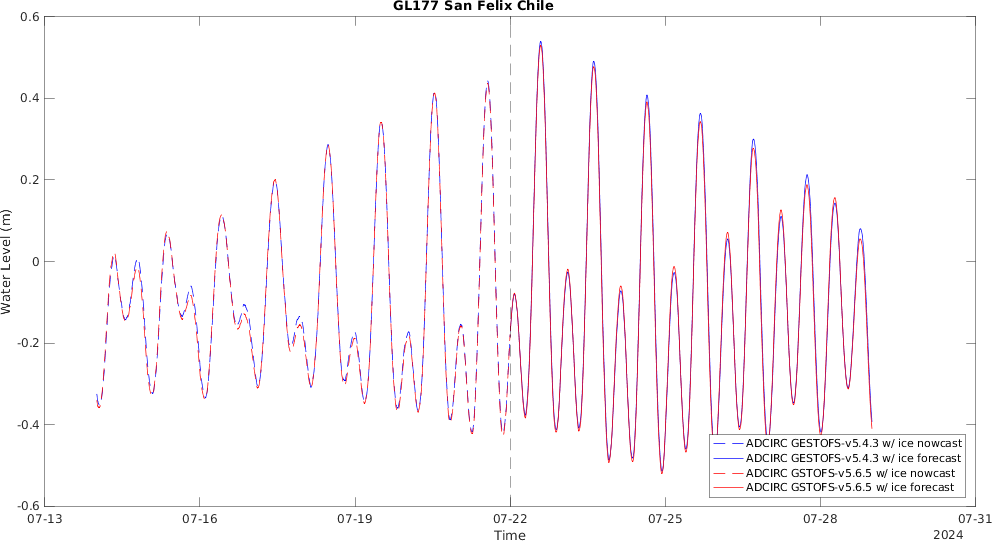 GL177 San Felix Chile
0.6
0.4
0.2
0
-0.2
-0.4
-0.6
Water Level (m)
ADCIRC GESTOFS-v5.4.3 w/ ice nowcast
ADCIRC GESTOFS-v5.4.3 w/ ice forecast
ADCIRC GSTOFS-v5.6.5 w/ ice nowcast
ADCIRC GSTOFS-v5.6.5 w/ ice forecast
07-13 07-16 07-19 07-22 07-25 07-28 07-31
Time
2024